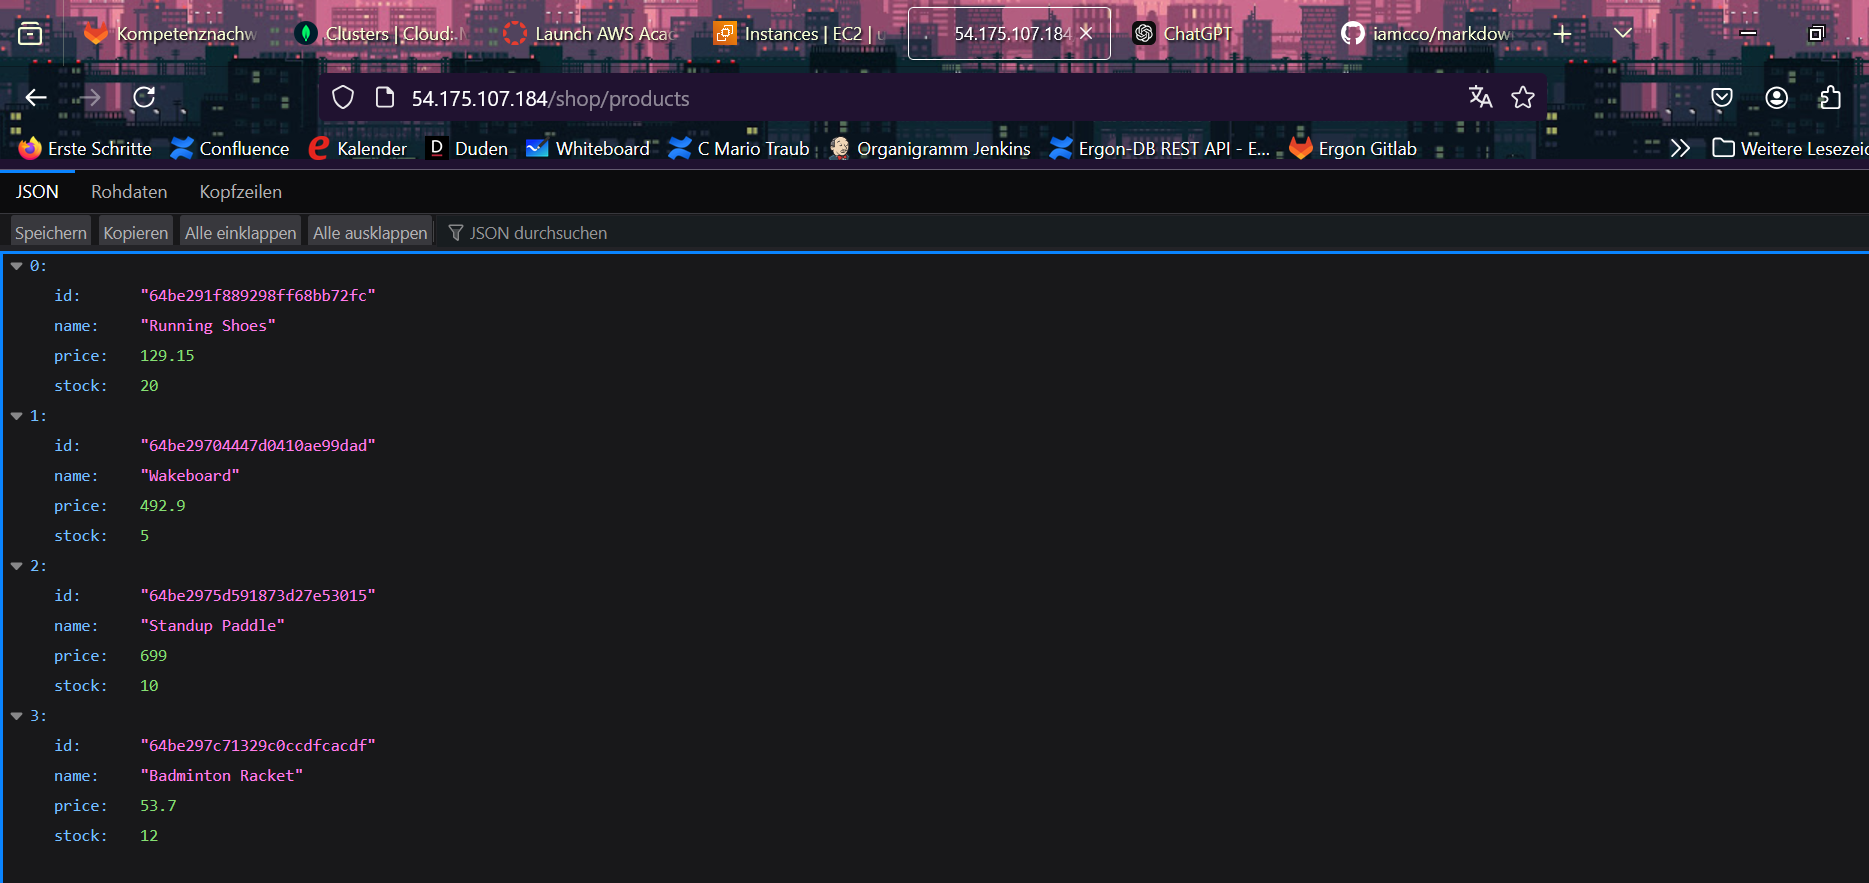 Kompetenznachw Clusters | Cloud: Launch AWS Aca Instances | EC2 | 54.175.107.184 ChatGPT iamcco/markdow
54.175.107.184/shop/products
Erste Schritte Confluence Kalender D Duden Whiteboard C Mario Traub Organigramm Jenkins Ergon-DB REST API - E... Ergon Gitlab Weitere Lesezeic
JSON Rohdaten Kopfzeilen
Speichern Kopieren Alle einklappen Alle ausklappen JSON durchsuchen
0:
id: "64be291f889298ff68bb72fc"
name: "Running Shoes"
price: 129.15
stock: 20
1:
id: "64be29704447d0410ae99dad"
name: "Wakeboard"
price: 492.9
stock: 5
2:
id: "64be2975d591873d27e53015"
name: "Standup Paddle"
price: 699
stock: 10
3:
id: "64be297c71329c0ccdfcacdf"
name: "Badminton Racket"
price: 53.7
stock: 12